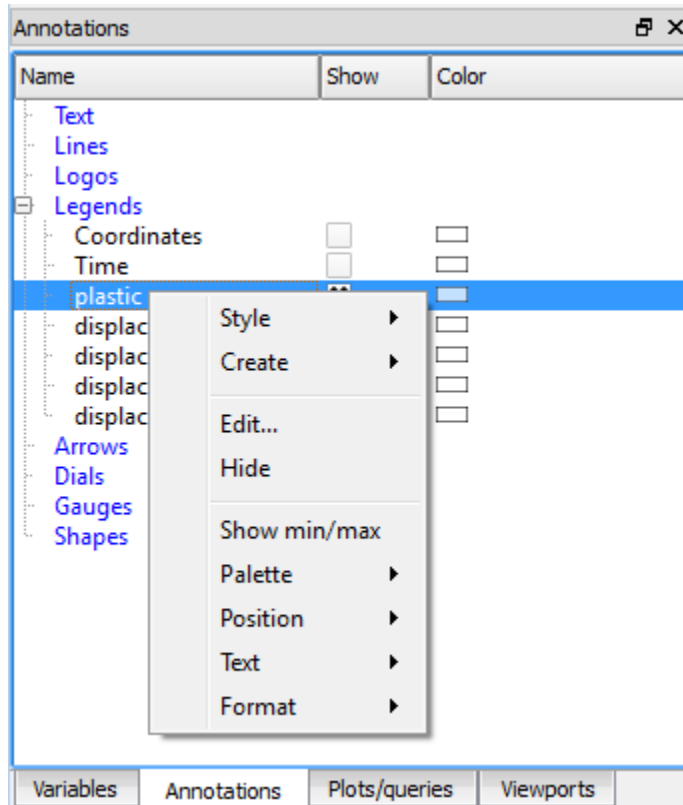 Annotations
Name Show Color
Text
Lines
Logos
Legends
Coordinates
Time
plastic
displac
displac
displac
displac
Arrows
Dials
Gauges
Shapes
Style
Create
Edit...
Hide
Show min/max
Palette
Position
Text
Format
Variables Annotations Plots/queries Viewports